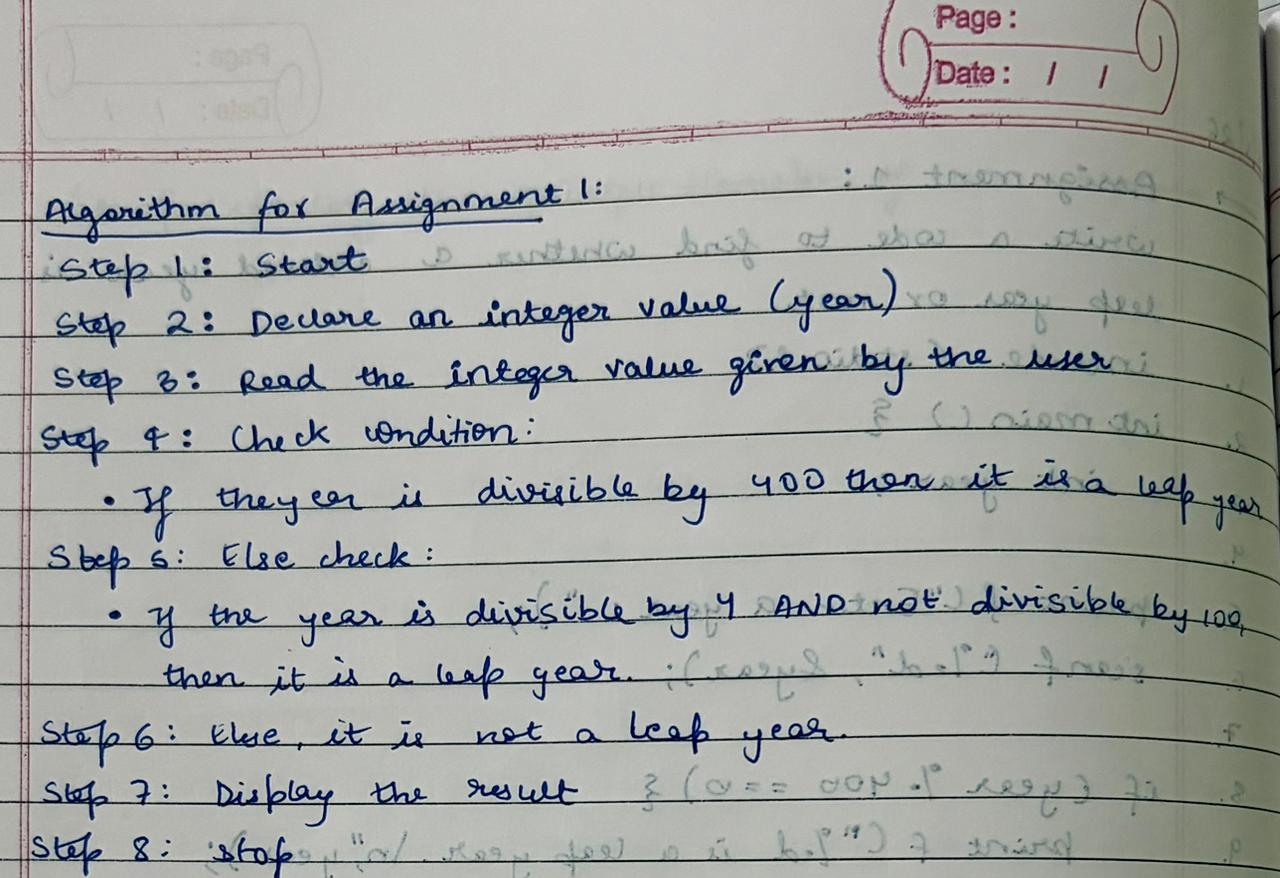 Page :
Date : / /
Algorithm for Assignment 1:
Step 1: Start
Step 2: Declare an integer value (year)
Step 3: Read the integer value given by the user
Step 4: Check condition:
• If the year is divisible by 400 then it is a leap year
Step 5: Else check:
• If the year is divisible by 4 AND not divisible by 100,
then it is a leap year.
Step 6: Else, it is not a leap year.
Step 7: Display the result
Step 8: Stop